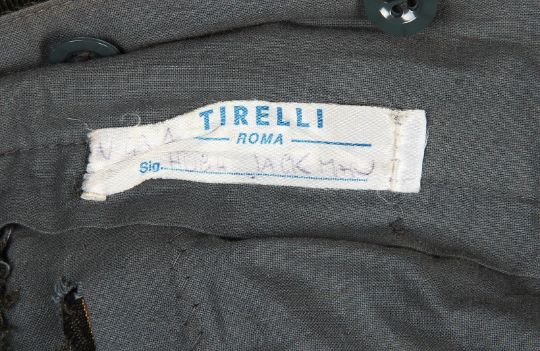 TIRELLI
ROMA
Sig. HUGH JACKMAN